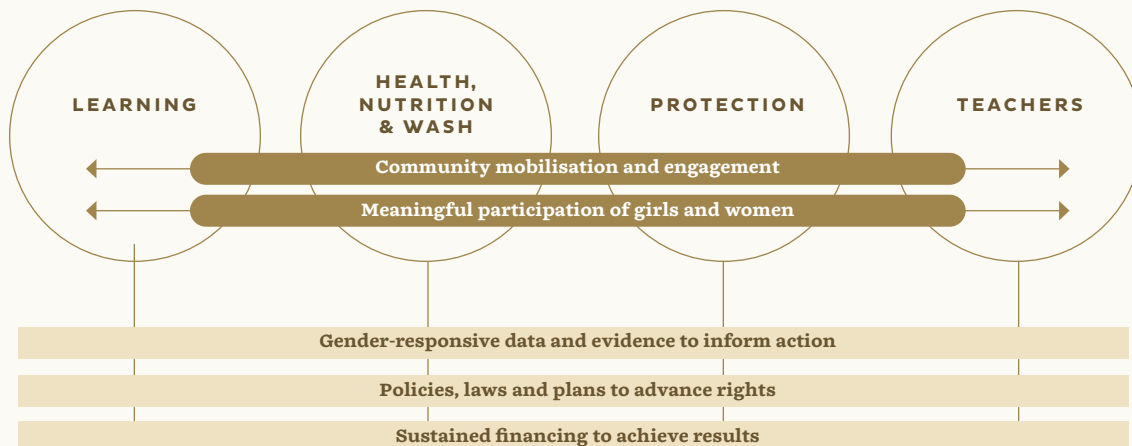 LEARNING
HEALTH,
NUTRITION
& WASH
PROTECTION
TEACHERS
Community mobilisation and engagement
Meaningful participation of girls and women
Gender-responsive data and evidence to inform action
Policies, laws and plans to advance rights
Sustained financing to achieve results